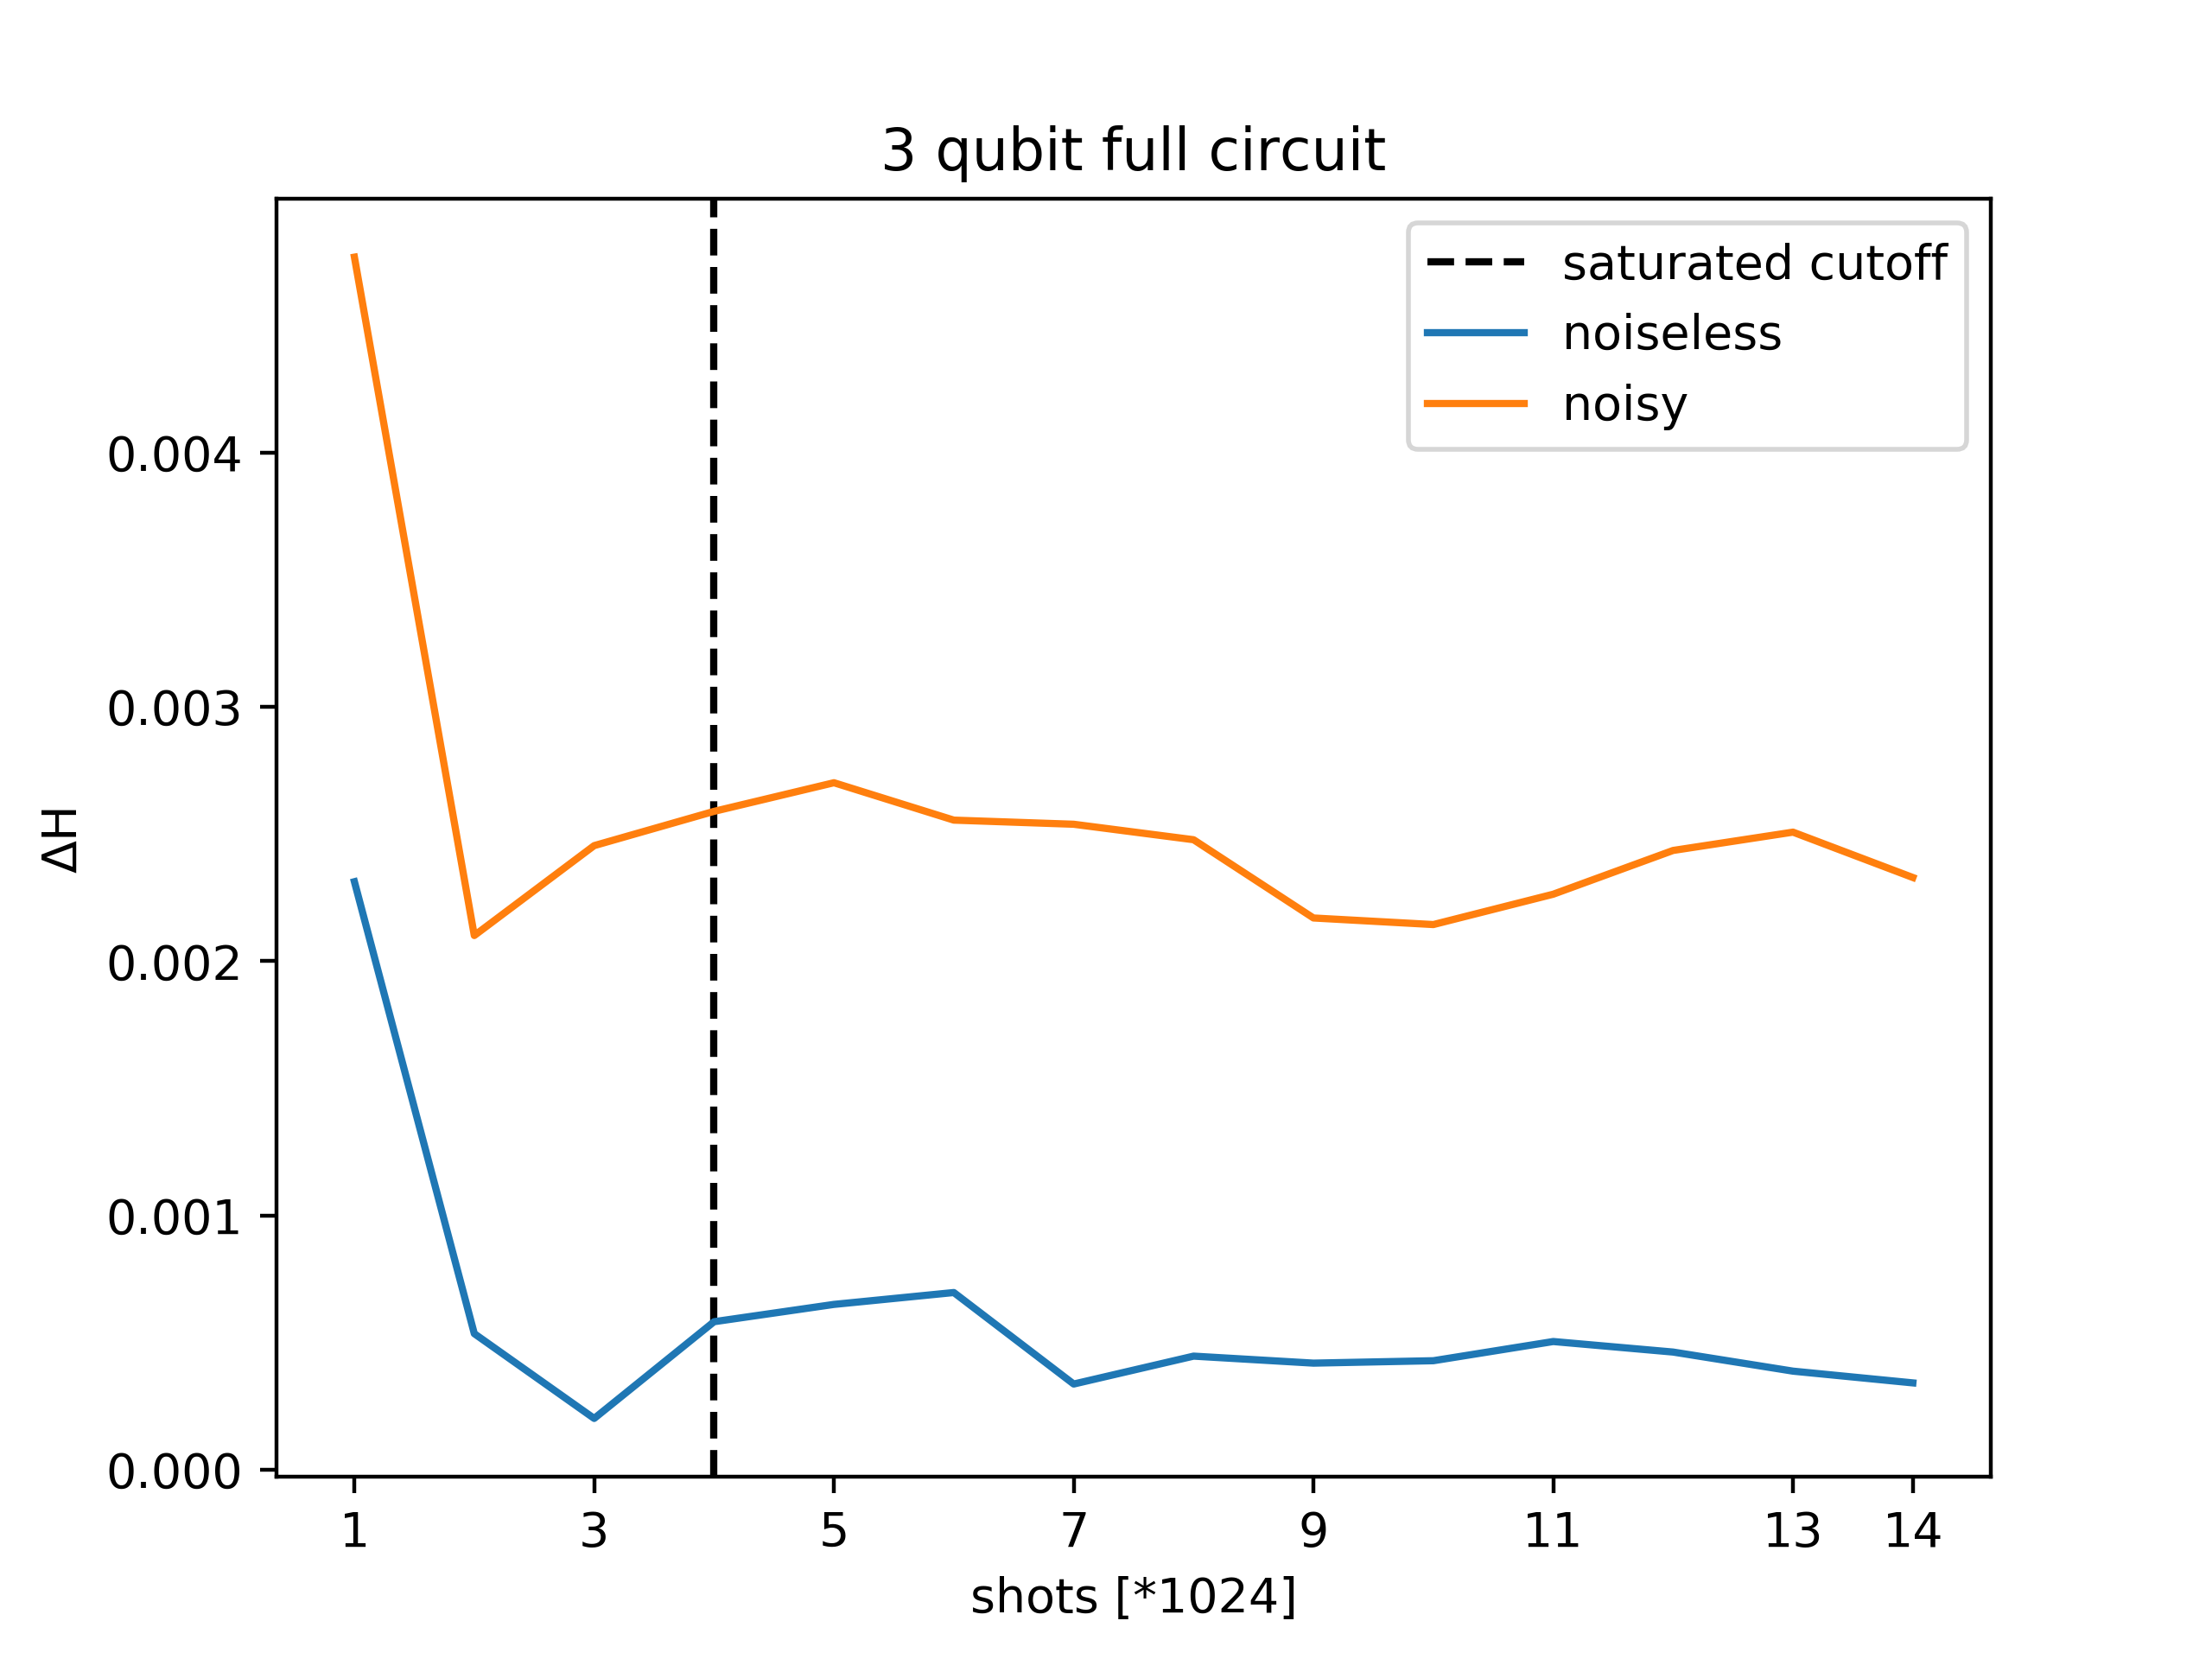 3 qubit full circuit
saturated cutoff
noiseless
noisy
0.004
0.003
0.002
0.001
0.000
ΔH
1 3 5 7 9 11 13 14
shots [*1024]